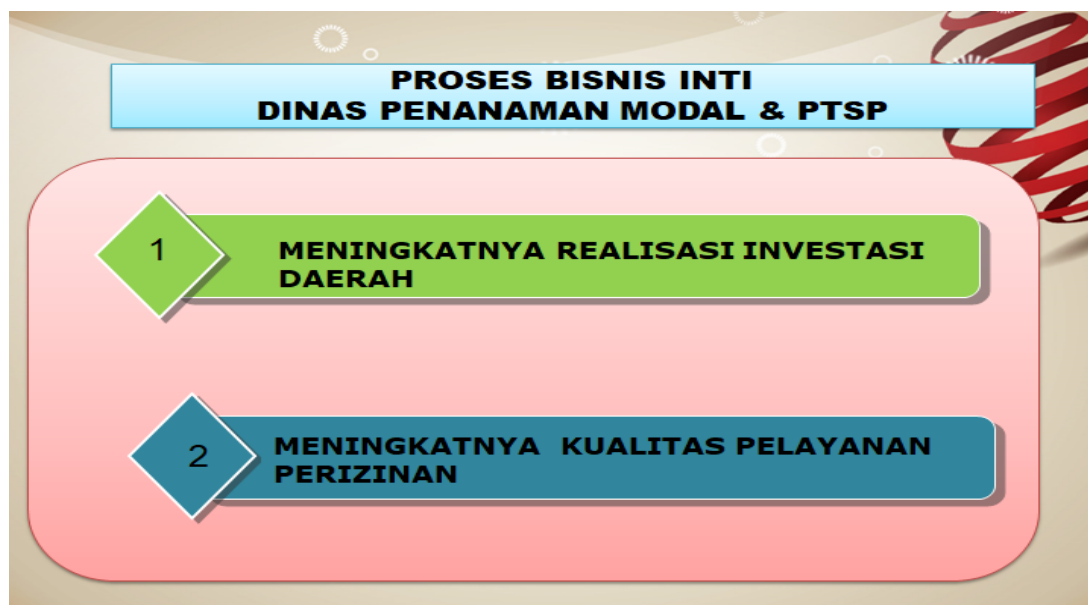 PROSES BISNIS INTI
DINAS PENANAMAN MODAL & PTSP
1
MENINGKATNYA REALISASI INVESTASI
DAERAH
2
MENINGKATNYA KUALITAS PELAYANAN
PERIZINAN